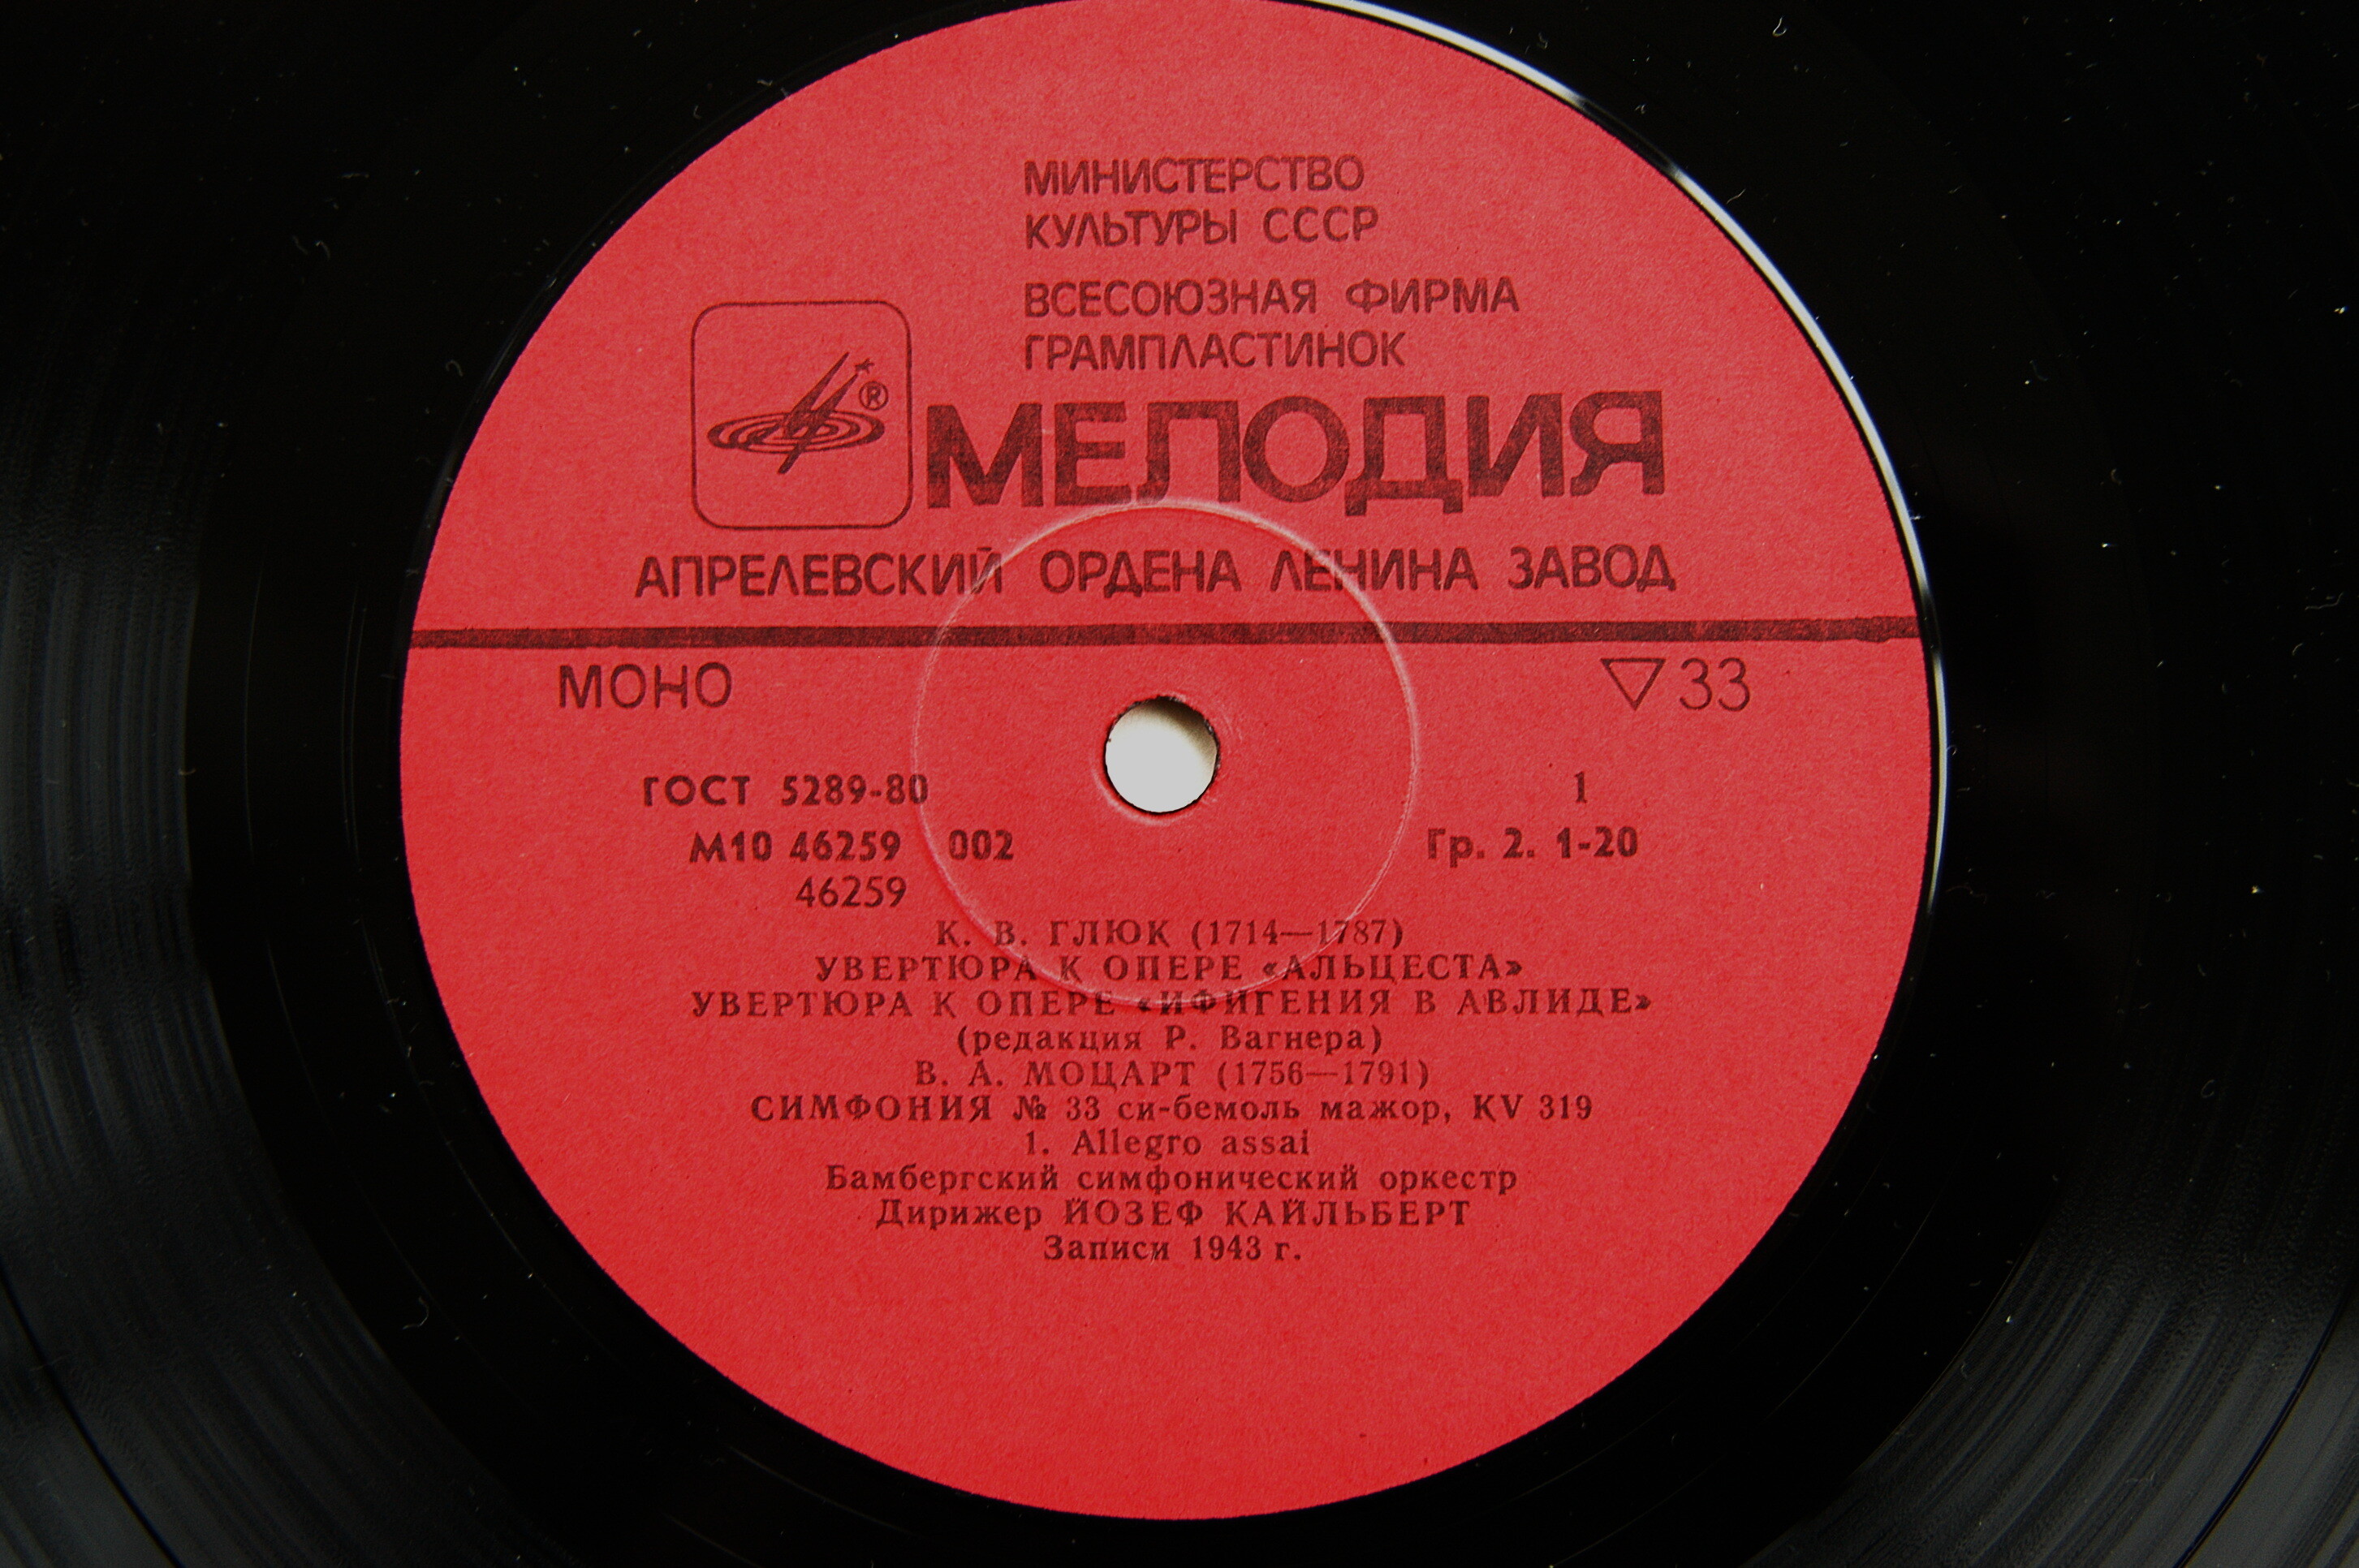 МИНИСТЕРСТВО
КУЛЬТУРЫ СССР
ВСЕСОЮЗНАЯ ФИРМА
ГРАМПЛАСТИНОК
®
МЕЛОДИЯ
АПРЕЛЕВСКИЙ ОРДЕНА ЛЕНИНА ЗАВОД
МОНО ▽33
ГОСТ 5289-80 1
М10 46259 002 Гр. 2. 1-20
46259
К. В. ГЛЮК (1714—1787)
УВЕРТЮРА К ОПЕРЕ «АЛЬЦЕСТА»
УВЕРТЮРА К ОПЕРЕ «ИФИГЕНИЯ В АВЛИДЕ»
(редакция Р. Вагнера)
В. А. МОЦАРТ (1756—1791)
СИМФОНИЯ № 33 си-бемоль мажор, KV 319
1. Allegro assai
Бамбергский симфонический оркестр
Дирижер ЙОЗЕФ КАЙЛЬБЕРТ
Записи 1943 г.